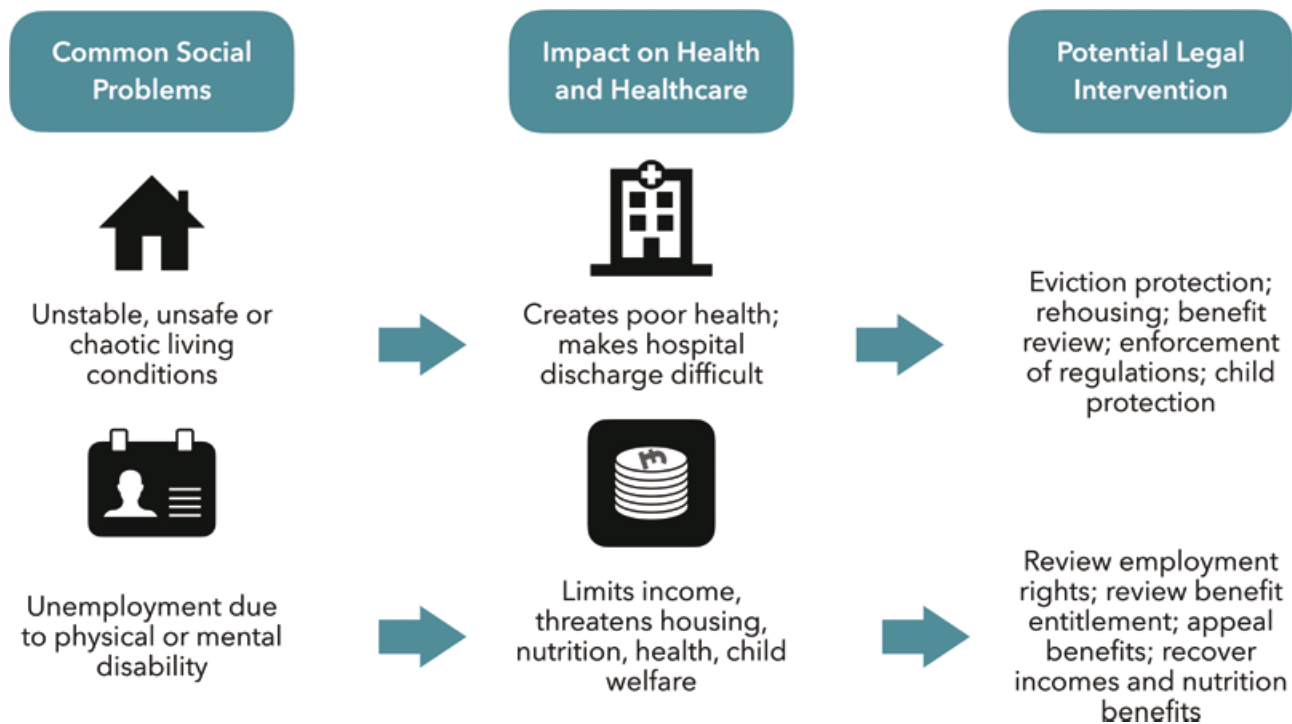 Common Social
Problems
Impact on Health
and Healthcare
Potential Legal
Intervention
Unstable, unsafe or
chaotic living
conditions
Creates poor health;
makes hospital
discharge difficult
Eviction protection;
rehousing; benefit
review; enforcement
of regulations; child
protection
£
Unemployment due
to physical or mental
disability
Limits income,
threatens housing,
nutrition, health, child
welfare
Review employment
rights; review benefit
entitlement; appeal
benefits; recover
incomes and nutrition
benefits